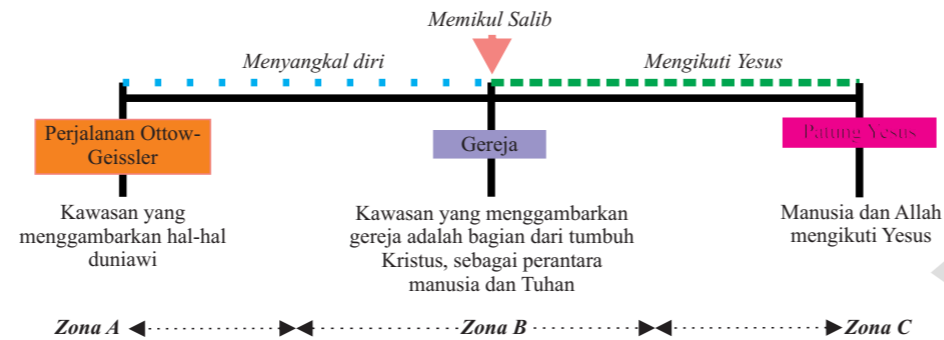 Memikul Salib
Menyangkal diri
Mengikuti Yesus
Perjalanan Ottow-
Geissler
Gereja
Patung Yesus
Kawasan yang
menggambarkan hal-hal
duniawi
Kawasan yang menggambarkan
gereja adalah bagian dari tumbuh
Kristus, sebagai perantara
manusia dan Tuhan
Manusia dan Allah
mengikuti Yesus
Zona A
Zona B
Zona C